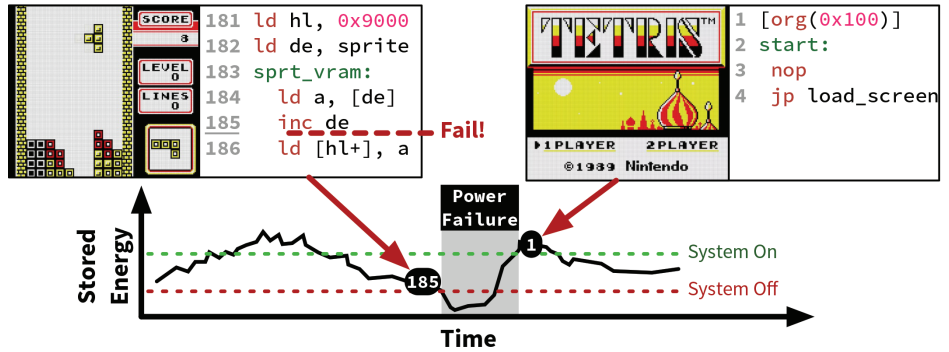 SCORE
3
LEVEL
0
LINES
0
181 ld hl, 0x9000
182 ld de, sprite
183 sprt_vram:
184 ld a, [de]
185 inc de
186 ld [hl+], a
Fail!
TETRIS™
1PLAYER 2PLAYER
©1989 Nintendo
1 [org(0x100)]
2 start:
3 nop
4 jp load_screen
Power
Failure
Stored
Energy
185
1
System On
System Off
Time